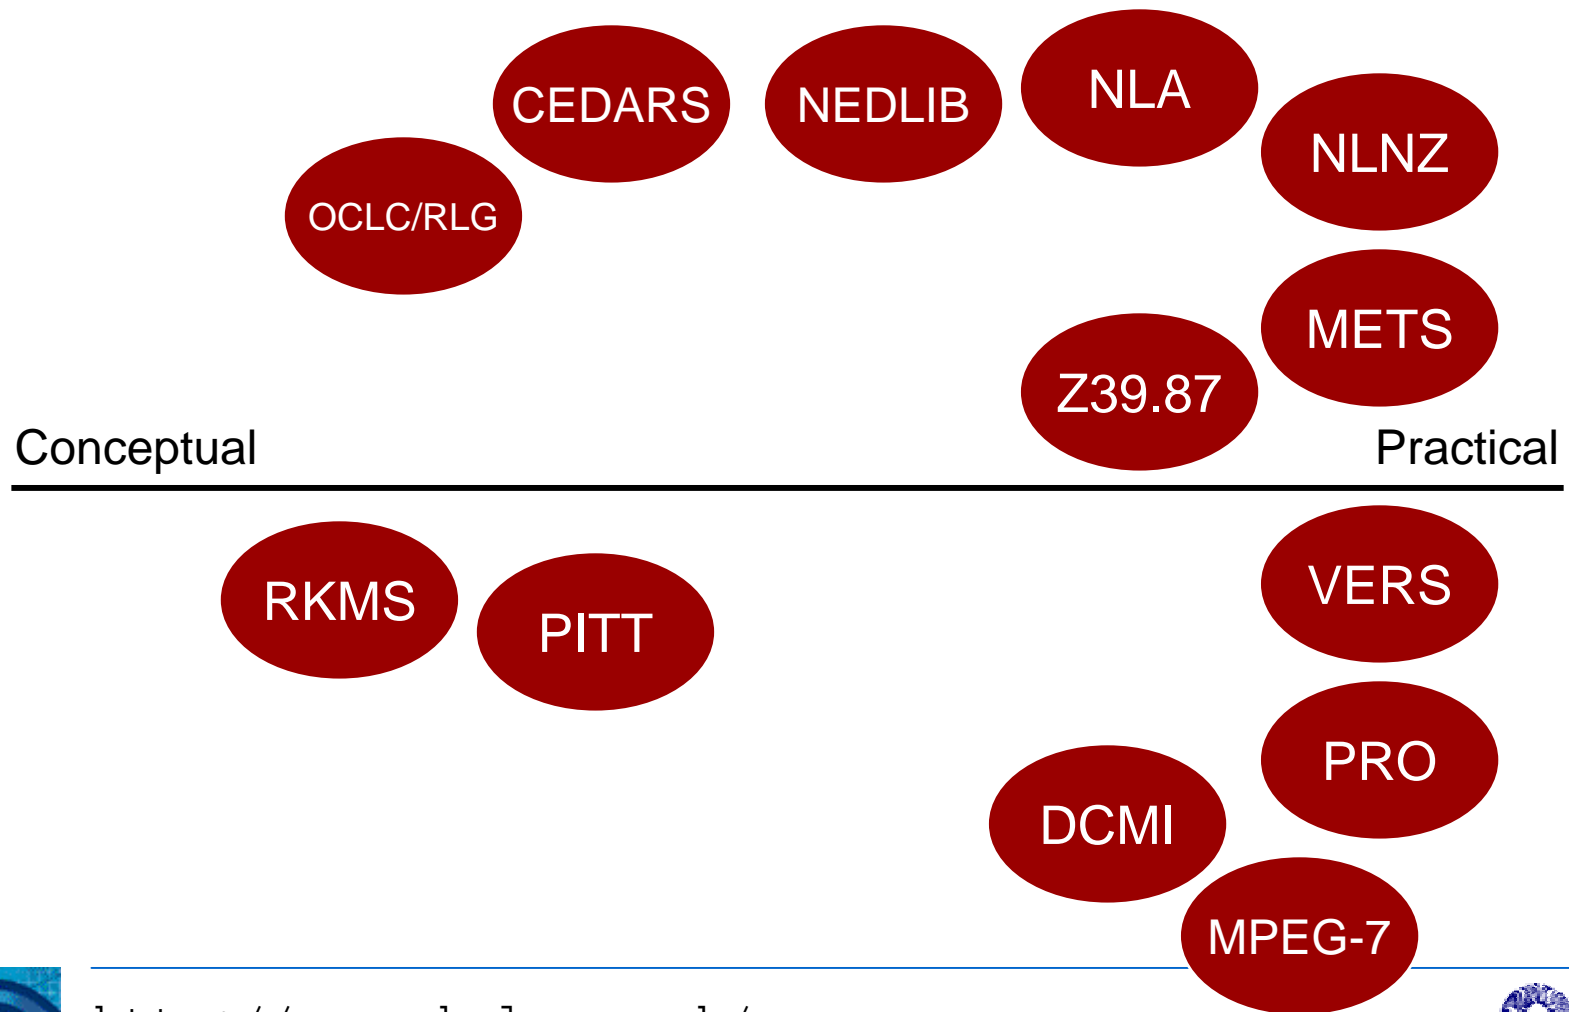 NLA
CEDARS
NEDLIB
NLNZ
OCLC/RLG
METS
Z39.87
Conceptual
Practical
VERS
RKMS
PITT
PRO
DCMI
MPEG-7